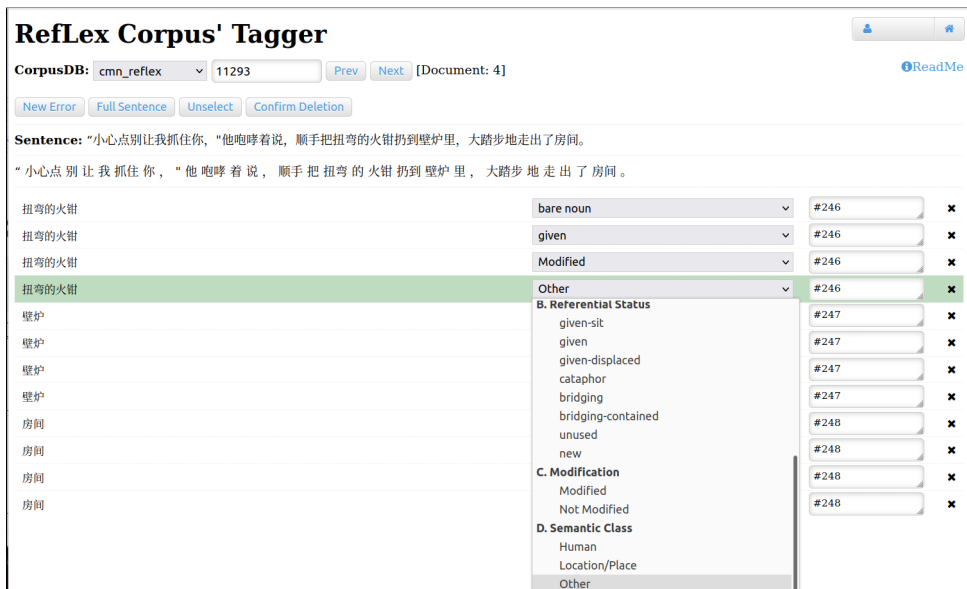 RefLex Corpus' Tagger
CorpusDB: cmn_reflex 11293 Prev Next [Document: 4] ReadMe
New Error Full Sentence Unselect Confirm Deletion
Sentence: “小心点别让我抓住你，"他咆哮着说，顺手把扭弯的火钳扔到壁炉里，大踏步地走出了房间。
“ 小心点 别 让 我 抓住 你 ， " 他 咆哮 着 说 ， 顺手 把 扭弯 的 火钳 扔到 壁炉 里 ， 大踏步 地 走 出 了 房间 。
扭弯的火钳 bare noun #246 ✖
扭弯的火钳 given #246 ✖
扭弯的火钳 Modified #246 ✖
扭弯的火钳 Other #246 ✖
B. Referential Status
壁炉 given-sit #247 ✖
壁炉 given #247 ✖
given-displaced
壁炉 #247 ✖
cataphor
壁炉 bridging #247 ✖
房间 bridging-contained #248 ✖
unused
房间 new #248 ✖
C. Modification
房间 #248 ✖
Modified
房间 Not Modified #248 ✖
D. Semantic Class
Human
Location/Place
Other